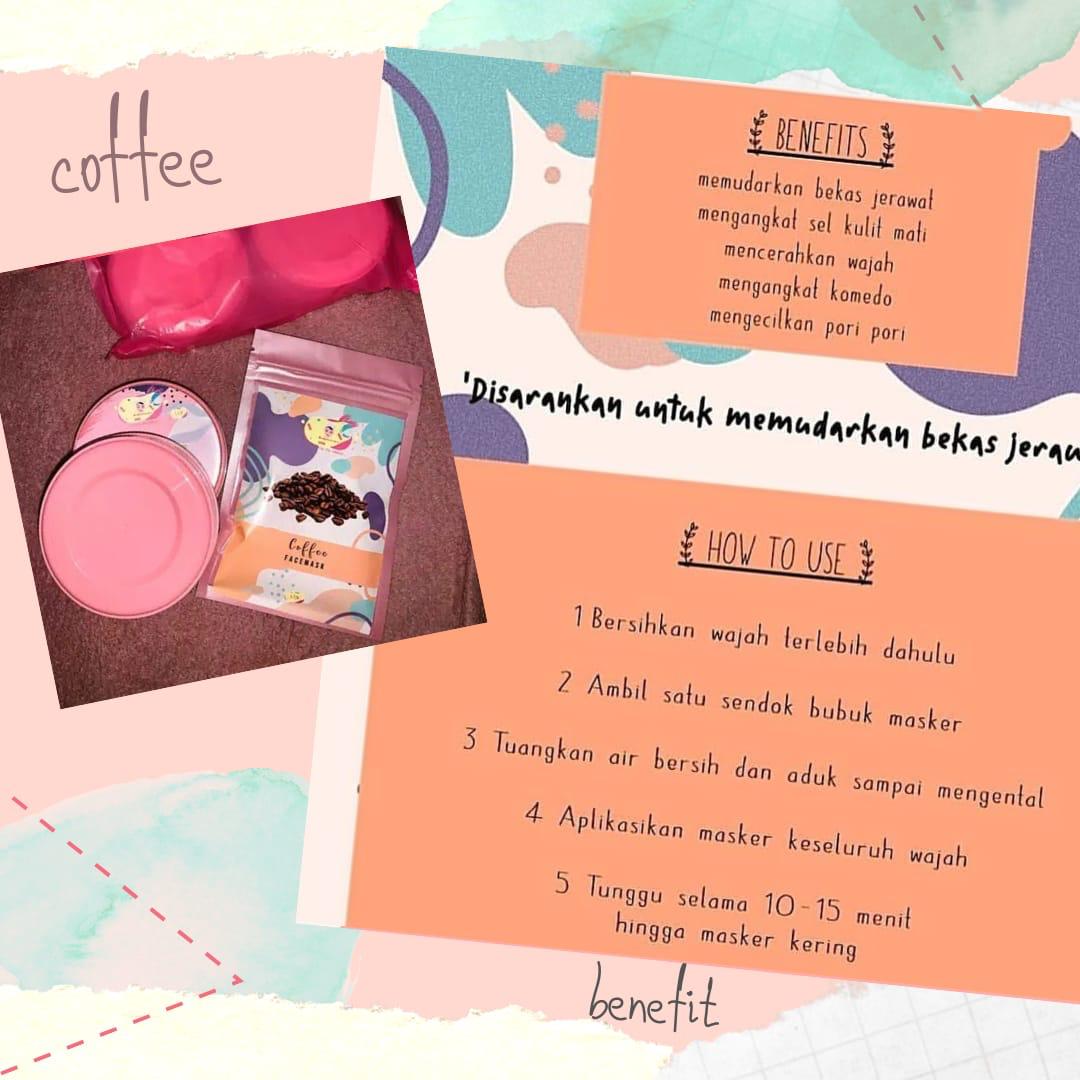 coffee
BENEFITS
memudarkan bekas jerawat
mengangkat sel kulit mati
mencerahkan wajah
mengangkat komedo
mengecilkan pori pori
'Disarankan untuk memudarkan bekas jeraw
Coffee
FACEMASK
HOW TO USE
1 Bersihkan wajah terlebih dahulu
2 Ambil satu sendok bubuk masker
3 Tuangkan air bersih dan aduk sampai mengental
4 Aplikasikan masker keseluruh wajah
5 Tunggu selama 10-15 menit
hingga masker kering
benefit